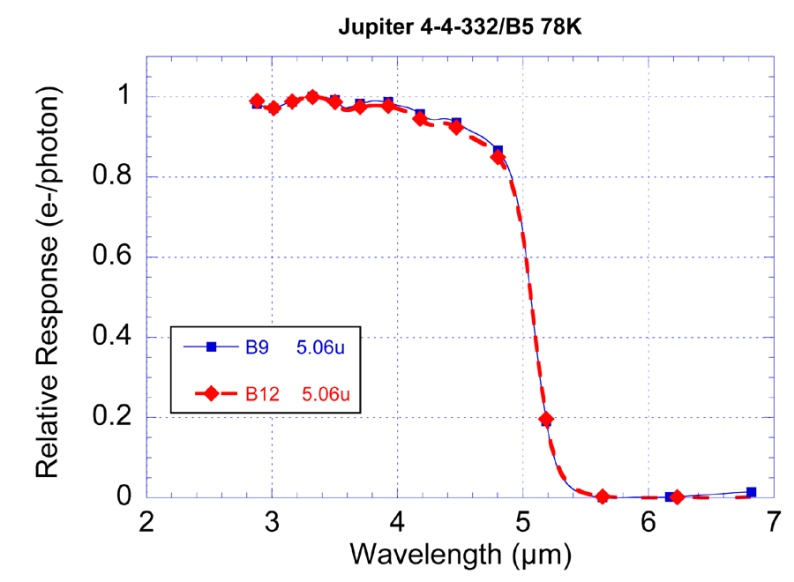 Jupiter 4-4-332/B5 78K
Relative Response (e-/photon)
1
0.8
0.6
0.4
0.2
0
B9 5.06u
B12 5.06u
2 3 4 5 6 7
Wavelength (μm)